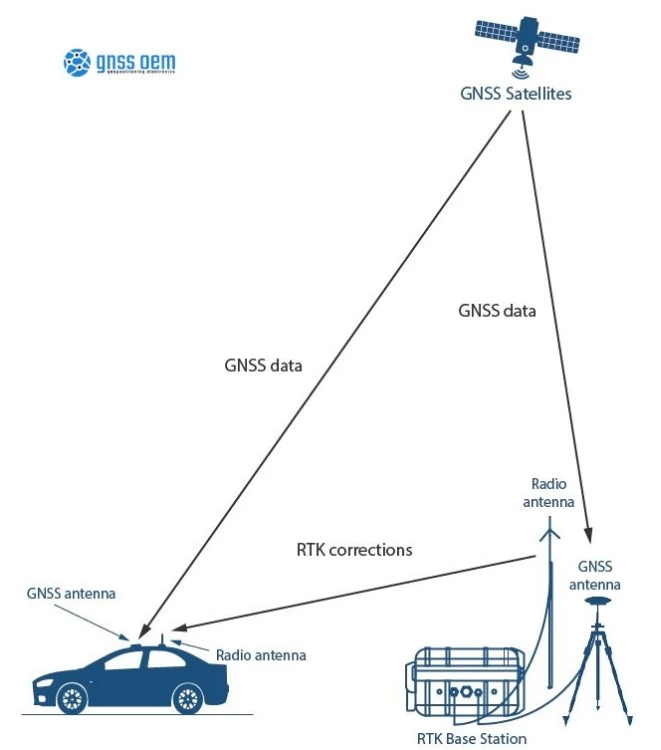 gnss oem
geopositioning electronics
GNSS Satellites
GNSS data
GNSS data
Radio
antenna
RTK corrections
GNSS
antenna
GNSS antenna
Radio antenna
RTK Base Station